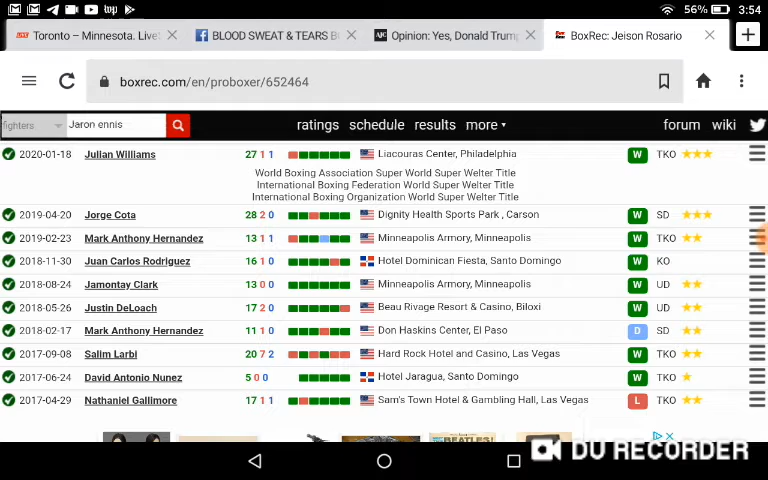 56% 3:54
Toronto – Minnesota. Live BLOOD SWEAT & TEARS B Opinion: Yes, Donald Trum BoxRec: Jeison Rosario
boxrec.com/en/proboxer/652464
fighters Jaron ennis ratings schedule results more forum wiki
2020-01-18 Julian Williams 27 1 1 Liacouras Center, Philadelphia W TKO
World Boxing Association Super World Super Welter Title
International Boxing Federation World Super Welter Title
International Boxing Organization World Super Welter Title
2019-04-20 Jorge Cota 28 2 0 Dignity Health Sports Park , Carson W SD
2019-02-23 Mark Anthony Hernandez 13 1 1 Minneapolis Armory, Minneapolis W TKO
2018-11-30 Juan Carlos Rodriguez 16 1 0 Hotel Dominican Fiesta, Santo Domingo W KO
2018-08-24 Jamontay Clark 13 0 0 Minneapolis Armory, Minneapolis W UD
2018-05-26 Justin DeLoach 17 2 0 Beau Rivage Resort & Casino, Biloxi W UD
2018-02-17 Mark Anthony Hernandez 11 1 0 Don Haskins Center, El Paso D SD
2017-09-08 Salim Larbi 20 7 2 Hard Rock Hotel and Casino, Las Vegas W TKO
2017-06-24 David Antonio Nunez 5 0 0 Hotel Jaragua, Santo Domingo W TKO
2017-04-29 Nathaniel Gallimore 17 1 1 Sam's Town Hotel & Gambling Hall, Las Vegas L TKO
DU RECORDER